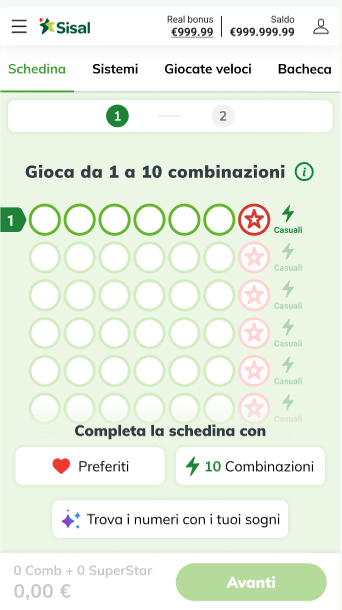 Sisal
Real bonus
€999.99
Saldo
€999.999.99
Schedina Sistemi Giocate veloci Bacheca
1 2
Gioca da 1 a 10 combinazioni i
1
Casuali
Casuali
Casuali
Casuali
Casuali
Casuali
Completa la schedina con
Preferiti
10 Combinazioni
Trova i numeri con i tuoi sogni
0 Comb + 0 SuperStar
0,00 €
Avanti